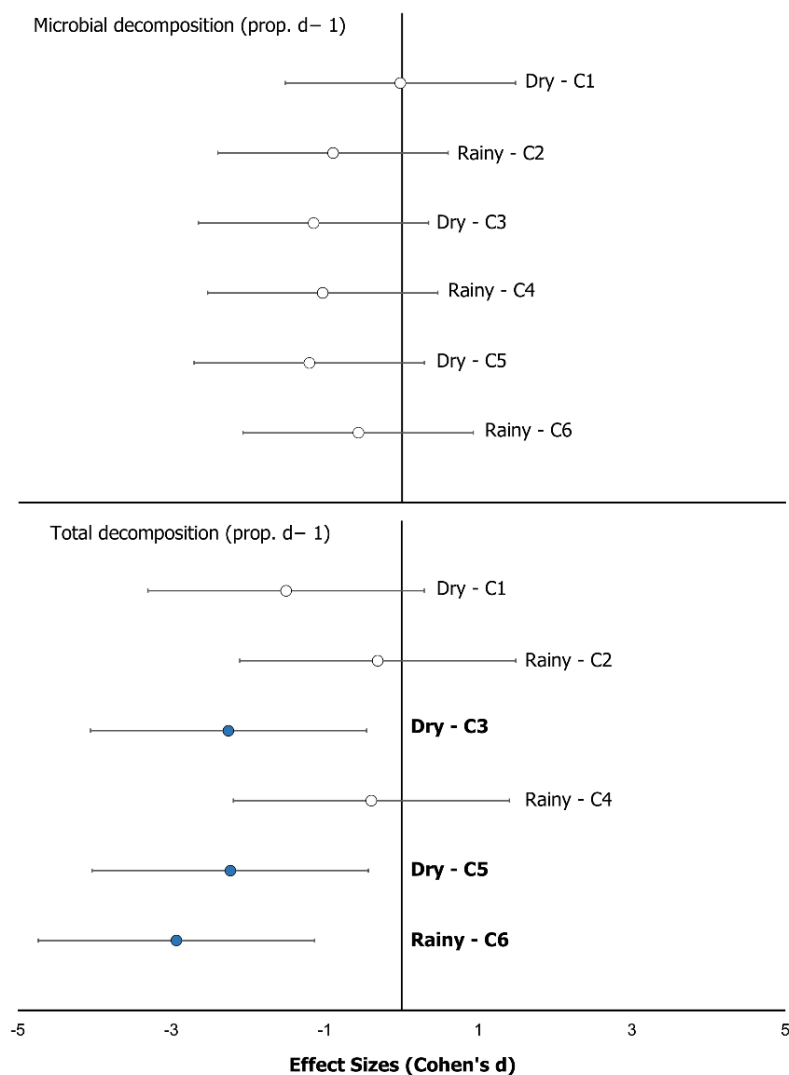 Microbial decomposition (prop. d− 1)
Dry - C1
Rainy - C2
Dry - C3
Rainy - C4
Dry - C5
Rainy - C6
Total decomposition (prop. d− 1)
Dry - C1
Rainy - C2
Dry - C3
Rainy - C4
Dry - C5
Rainy - C6
-5 -3 -1 1 3 5
Effect Sizes (Cohen's d)